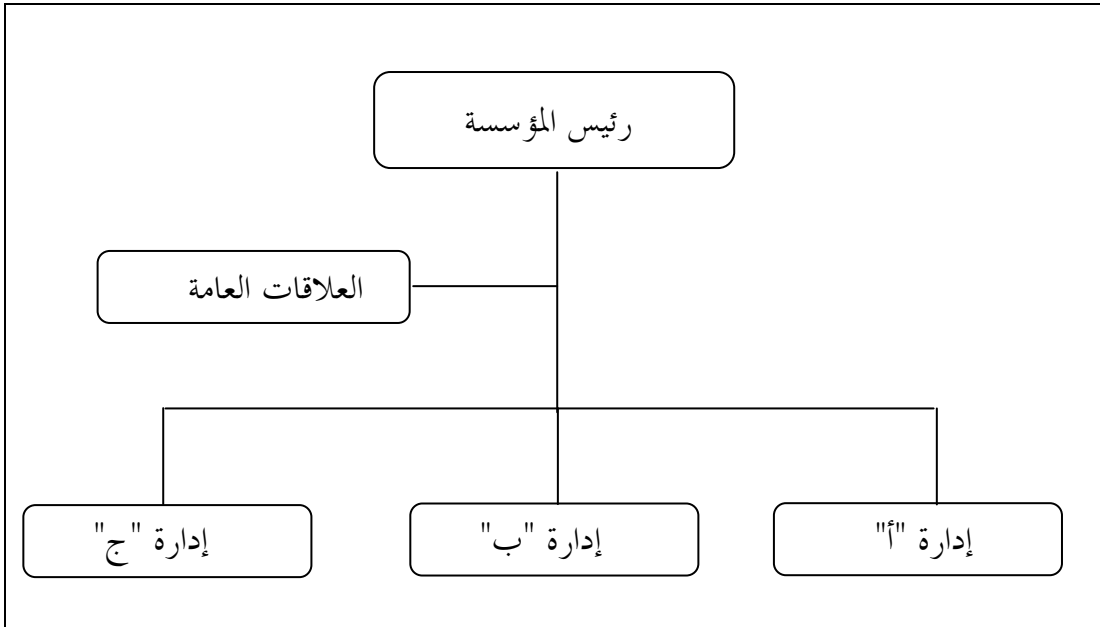 رئيس المؤسسة
العلاقات العامة
إدارة "أ"
إدارة "ب"
إدارة "ج"